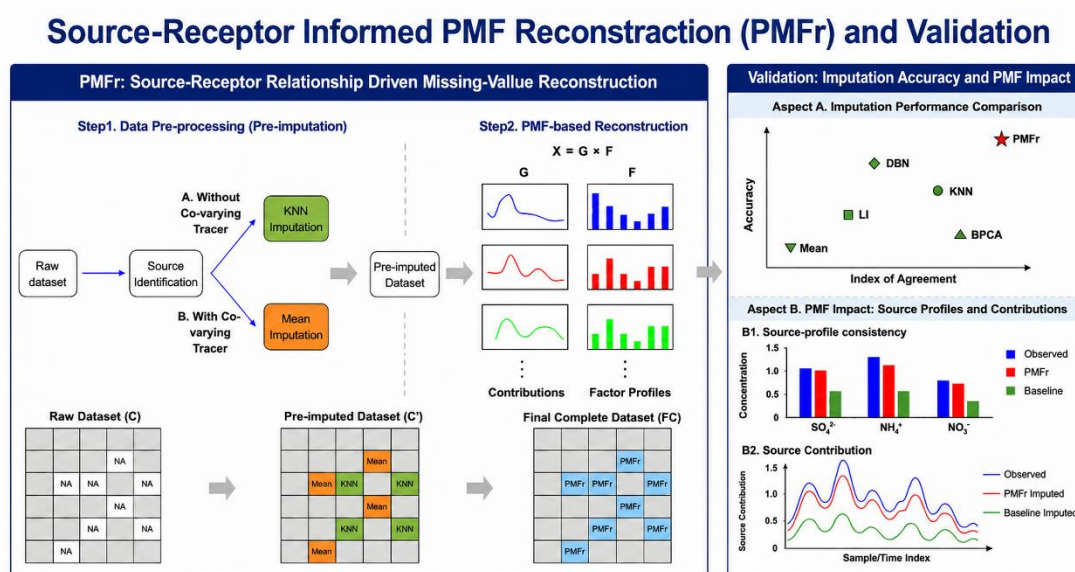 Source-Receptor Informed PMF Reconstruction (PMFr) and Validation
PMFr: Source-Receptor Relationship Driven Missing-Vallue Reconstruction
Step1. Data Pre-processing (Pre-imputation)
Step2. PMF-based Reconstruction
X = G × F
G
F
A. Without
Co-varying
Tracer
KNN
Imputation
Raw
dataset
Source
Identification
Pre-imputed
Dataset
B. With Co-
varying
Tracer
Mean
Imputation
Contributions
Factor Profiles
Raw Dataset (C)
NA
NA
NA
NA
NA
NA
NA
NA
NA
Pre-imputed Dataset (C')
Mean
Mean
KNN
KNN
Mean
KNN
KNN
Mean
Final Complete Dataset (FC)
PMFr
PMFr
PMFr
PMFr
PMFr
PMFr
PMFr
PMFr
Validation: Imputation Accuracy and PMF Impact
Aspect A. Imputation Performance Comparison
Accuracy
PMFr
DBN
KNN
LI
BPCA
Mean
Index of Agreement
Aspect B. PMF Impact: Source Profiles and Contributions
B1. Source-profile consistency
Concentration
1.5
1.0
0.5
0.0
SO₄²⁻
NH₄⁺
NO₃⁻
Observed
PMFr
Baseline
B2. Source Contribution
Source Contribution
1.5
1.0
0.5
0.0
Observed
PMFr Imputed
Baseline Imputed
Sample/Time Index